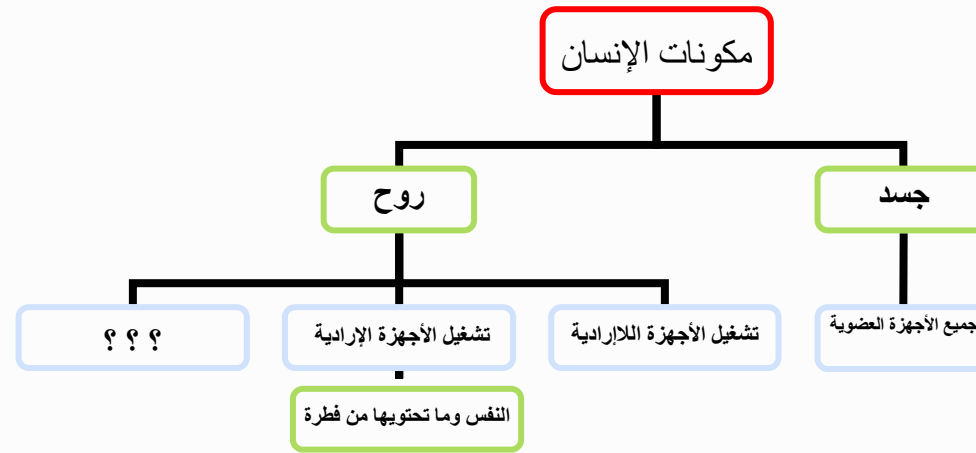 مكونات الإنسان
جسد
روح
جميع الأجهزة العضوية
تشغيل الأجهزة اللاإرادية
تشغيل الأجهزة الإرادية
؟ ؟ ؟
النفس وما تحتويها من فطرة